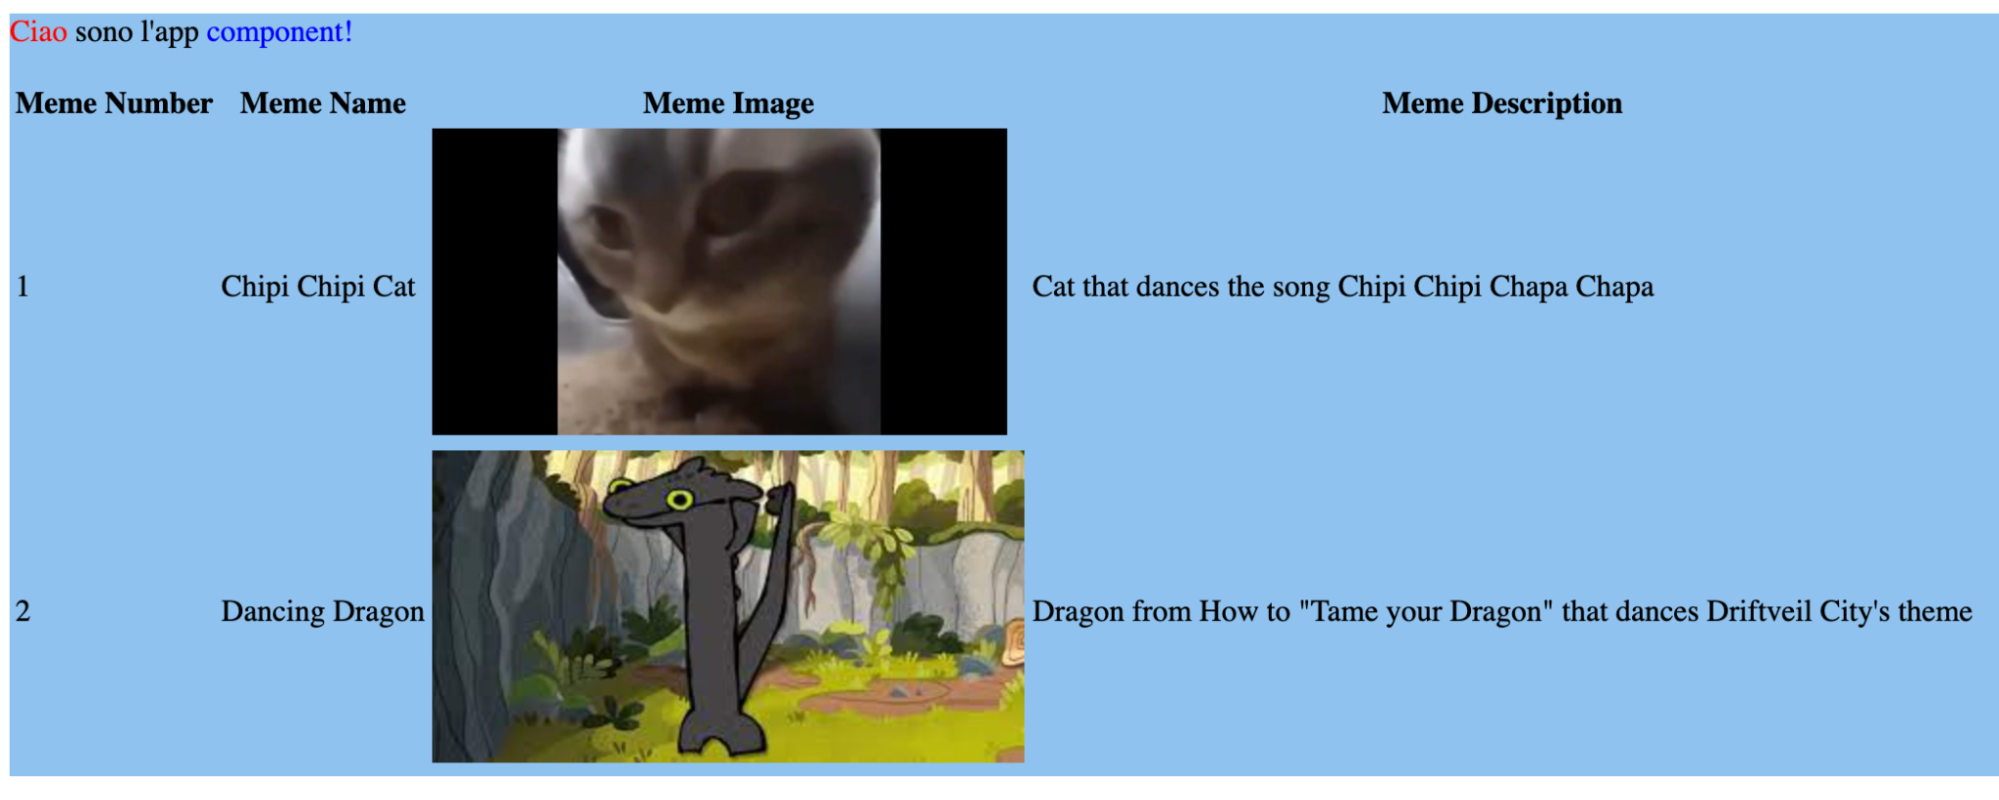 Ciao sono l'app component!
Meme Number Meme Name Meme Image Meme Description
1 Chipi Chipi Cat Cat that dances the song Chipi Chipi Chapa Chapa
2 Dancing Dragon Dragon from How to "Tame your Dragon" that dances Driftveil City's theme